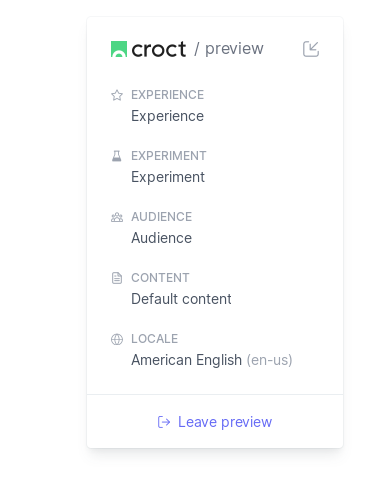 croct / preview
EXPERIENCE
Experience
EXPERIMENT
Experiment
AUDIENCE
Audience
CONTENT
Default content
LOCALE
American English (en-us)
Leave preview